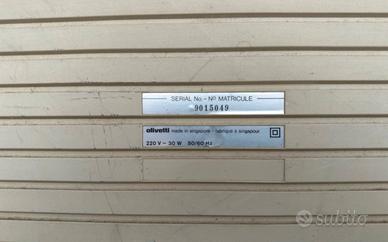 SERIAL No. - No MATRICULE
9015049
olivetti made in singapore - fabriqué à singapour
220 V - 30 W 50/60 Hz
subito